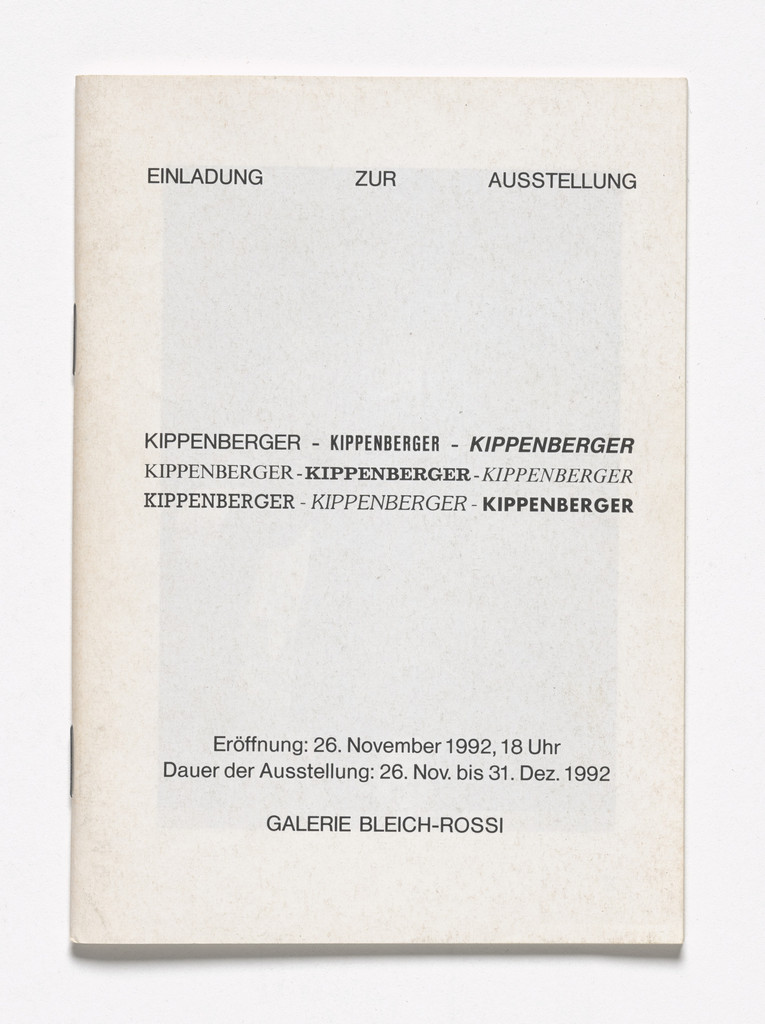 EINLADUNG ZUR AUSSTELLUNG
KIPPENBERGER - KIPPENBERGER - KIPPENBERGER
KIPPENBERGER - KIPPENBERGER - KIPPENBERGER
KIPPENBERGER - KIPPENBERGER - KIPPENBERGER
Eröffnung: 26. November 1992, 18 Uhr
Dauer der Ausstellung: 26. Nov. bis 31. Dez. 1992
GALERIE BLEICH-ROSSI